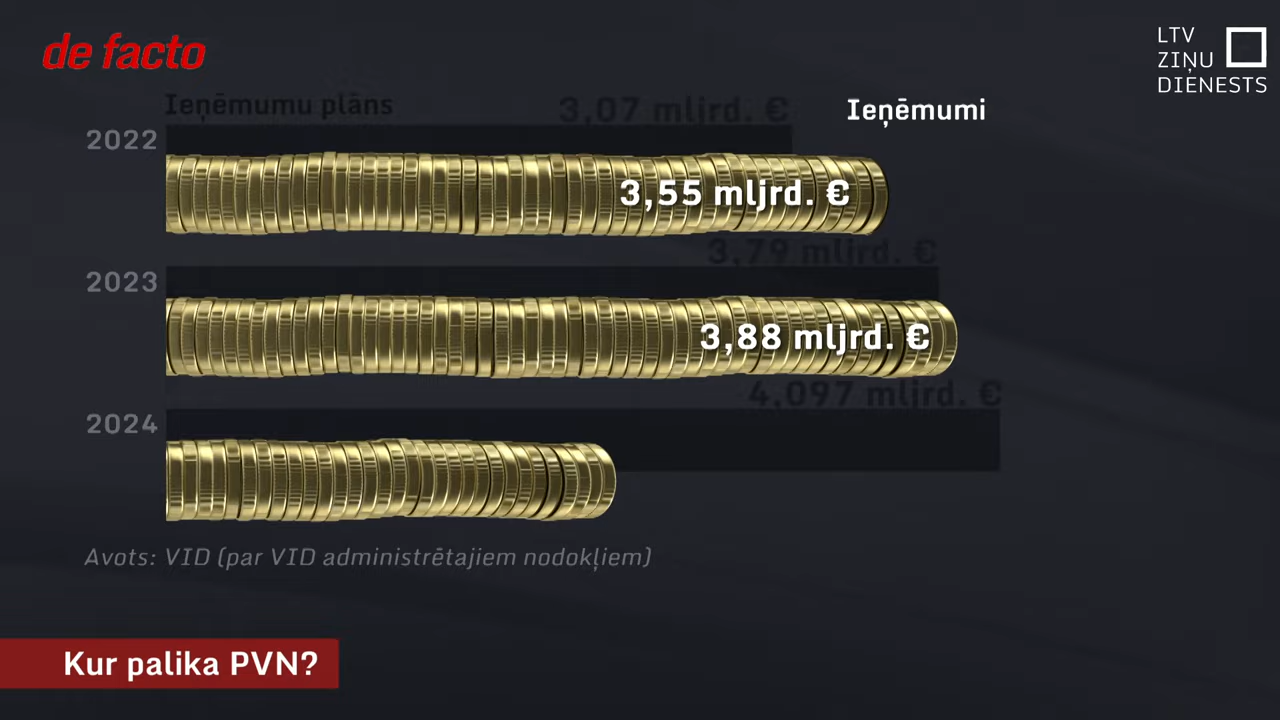 de facto
LTV
ZIŅU
DIENESTS
Ieņēmumu plāns
3,07 mljrd. €
Ieņēmumi
2022
3,55 mljrd. €
3,79 mljrd. €
2023
3,88 mljrd. €
4,097 mljrd. €
2024
Avots: VID (par VID administrētajiem nodokļiem)
Kur palika PVN?